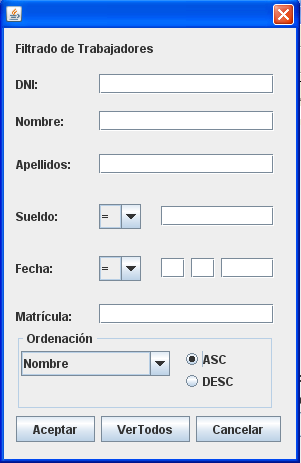 Filtrado de Trabajadores
DNI:
Nombre:
Apellidos:
Sueldo: =
Fecha: =
Matrícula:
Ordenación
Nombre ASC
DESC
Aceptar VerTodos Cancelar